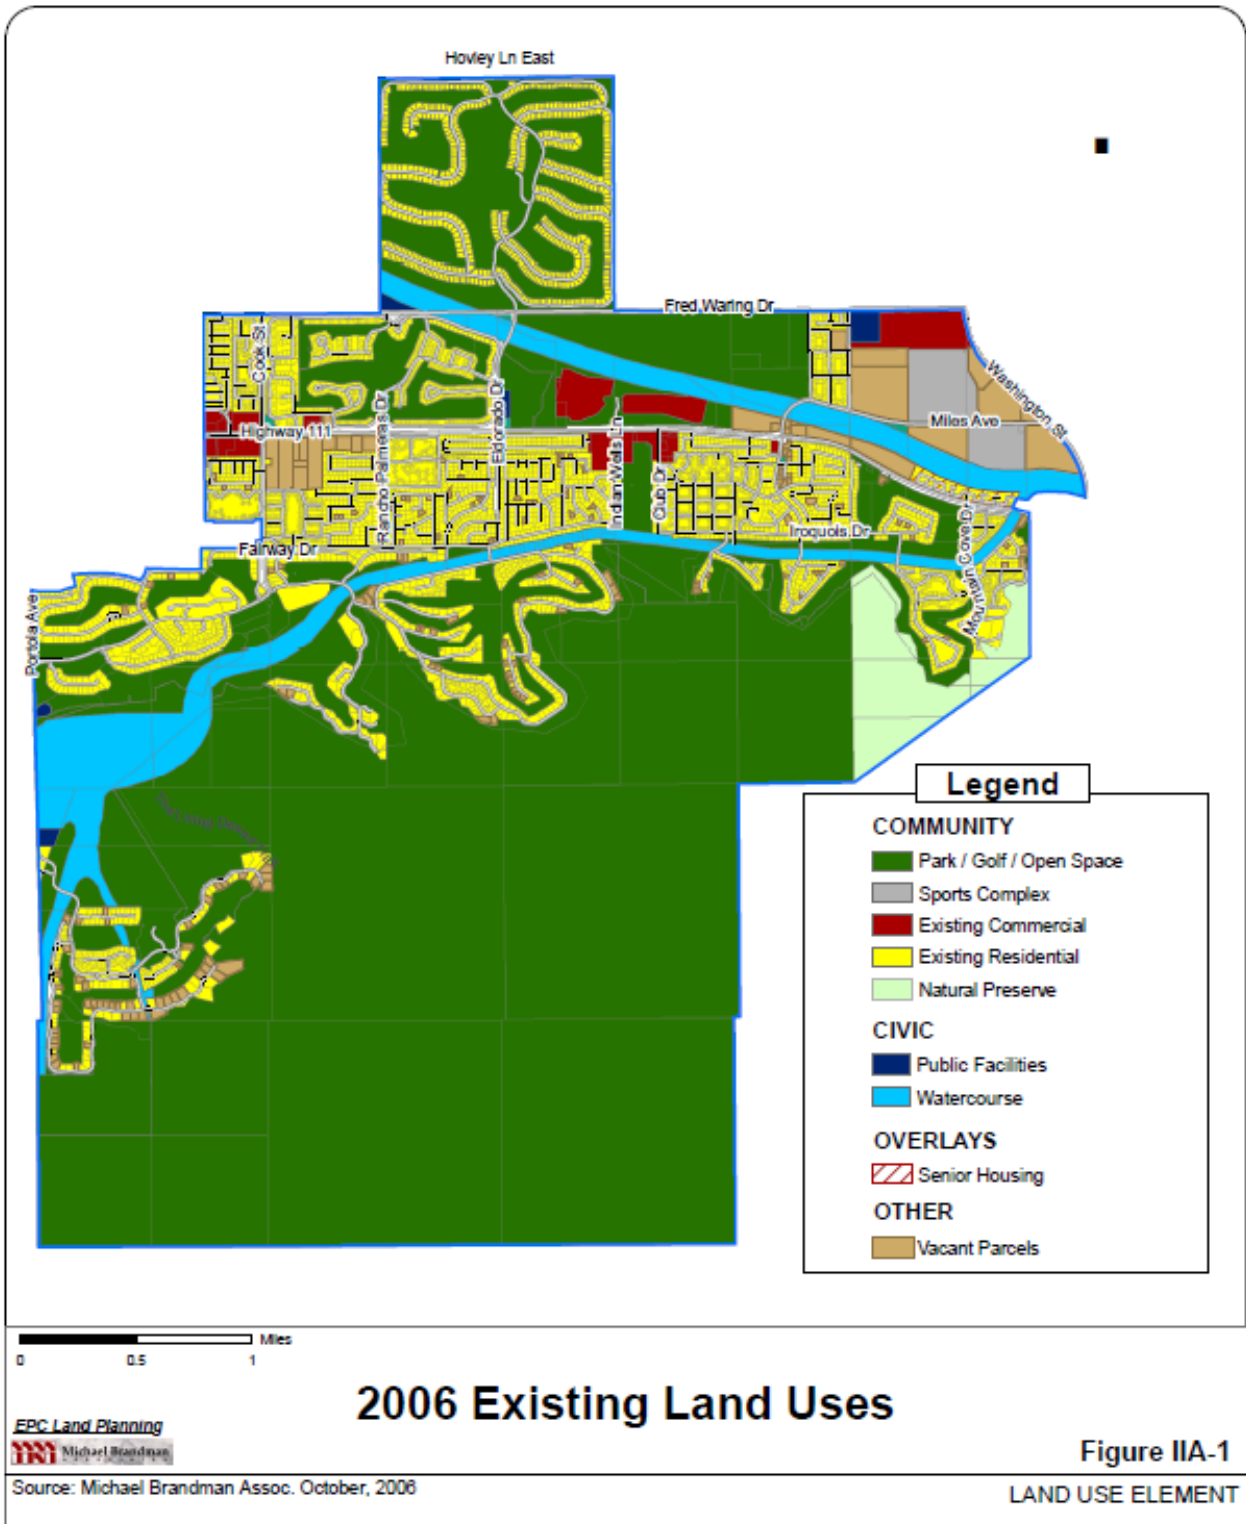 Hovley Ln East
Fred Waring Dr
Cook St
Washington St
Miles Ave
Highway 111
Rancho Palmeras Dr
Eldorado Dr
Indian Wells Ln
Club Dr
Iroquois Dr
Fairway Dr
Mountain Cove Dr
Portola Ave
Legend
COMMUNITY
Park / Golf / Open Space
Sports Complex
Existing Commercial
Existing Residential
Natural Preserve
CIVIC
Public Facilities
Watercourse
OVERLAYS
Senior Housing
OTHER
Vacant Parcels
Miles
0 0.5 1
2006 Existing Land Uses
EPC Land Planning
Michael Brandman
Figure IIA-1
Source: Michael Brandman Assoc. October, 2006
LAND USE ELEMENT